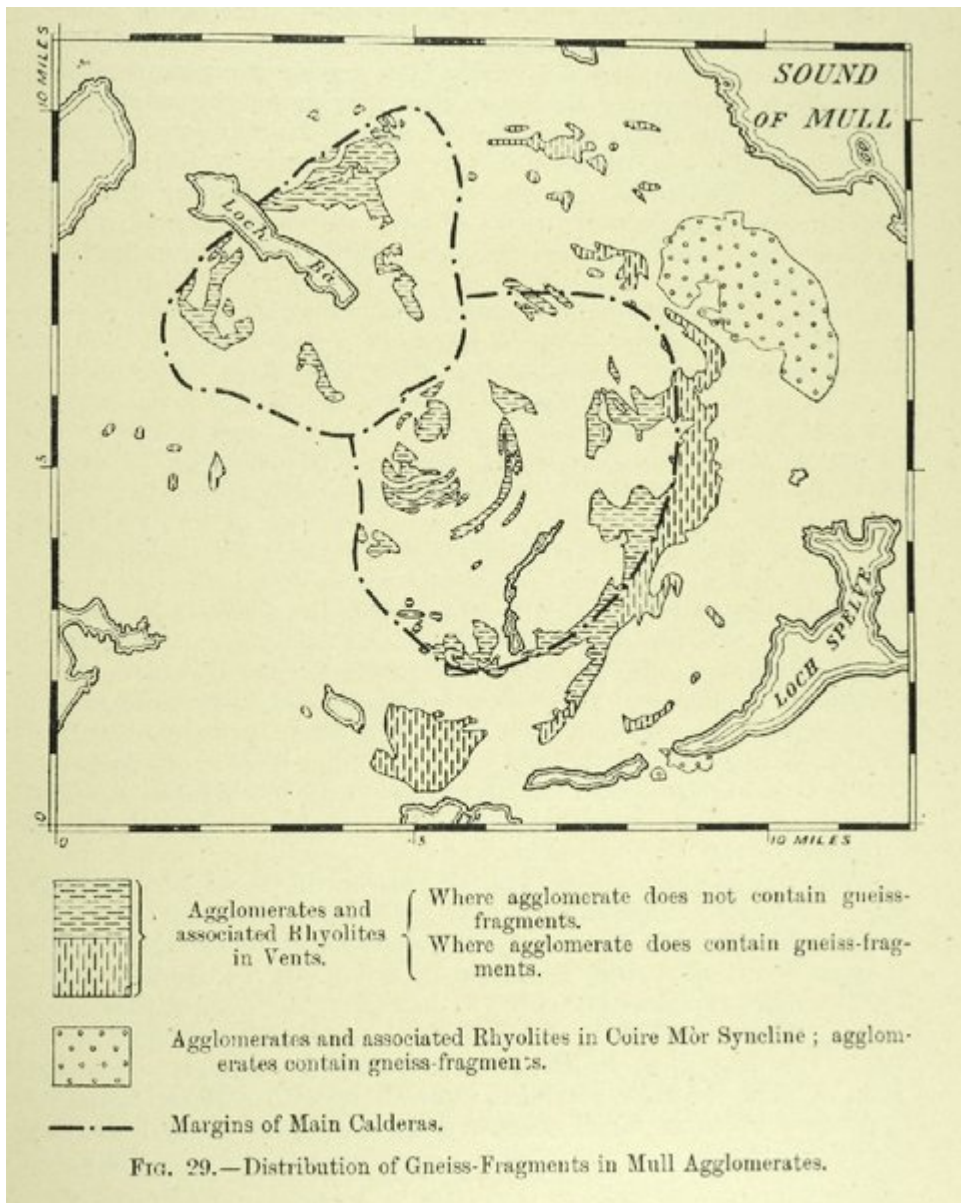 10 MILES
SOUND
OF MULL
Loch Bà
5
LOCH SPELVE
0
0
5
10 MILES
Agglomerates and
associated Rhyolites
in Vents.
Where agglomerate does not contain gneiss-
fragments.
Where agglomerate does contain gneiss-frag-
ments.
Agglomerates and associated Rhyolites in Coire Mòr Syncline ; agglom-
erates contain gneiss-fragments.
Margins of Main Calderas.
FIG. 29.—Distribution of Gneiss-Fragments in Mull Agglomerates.